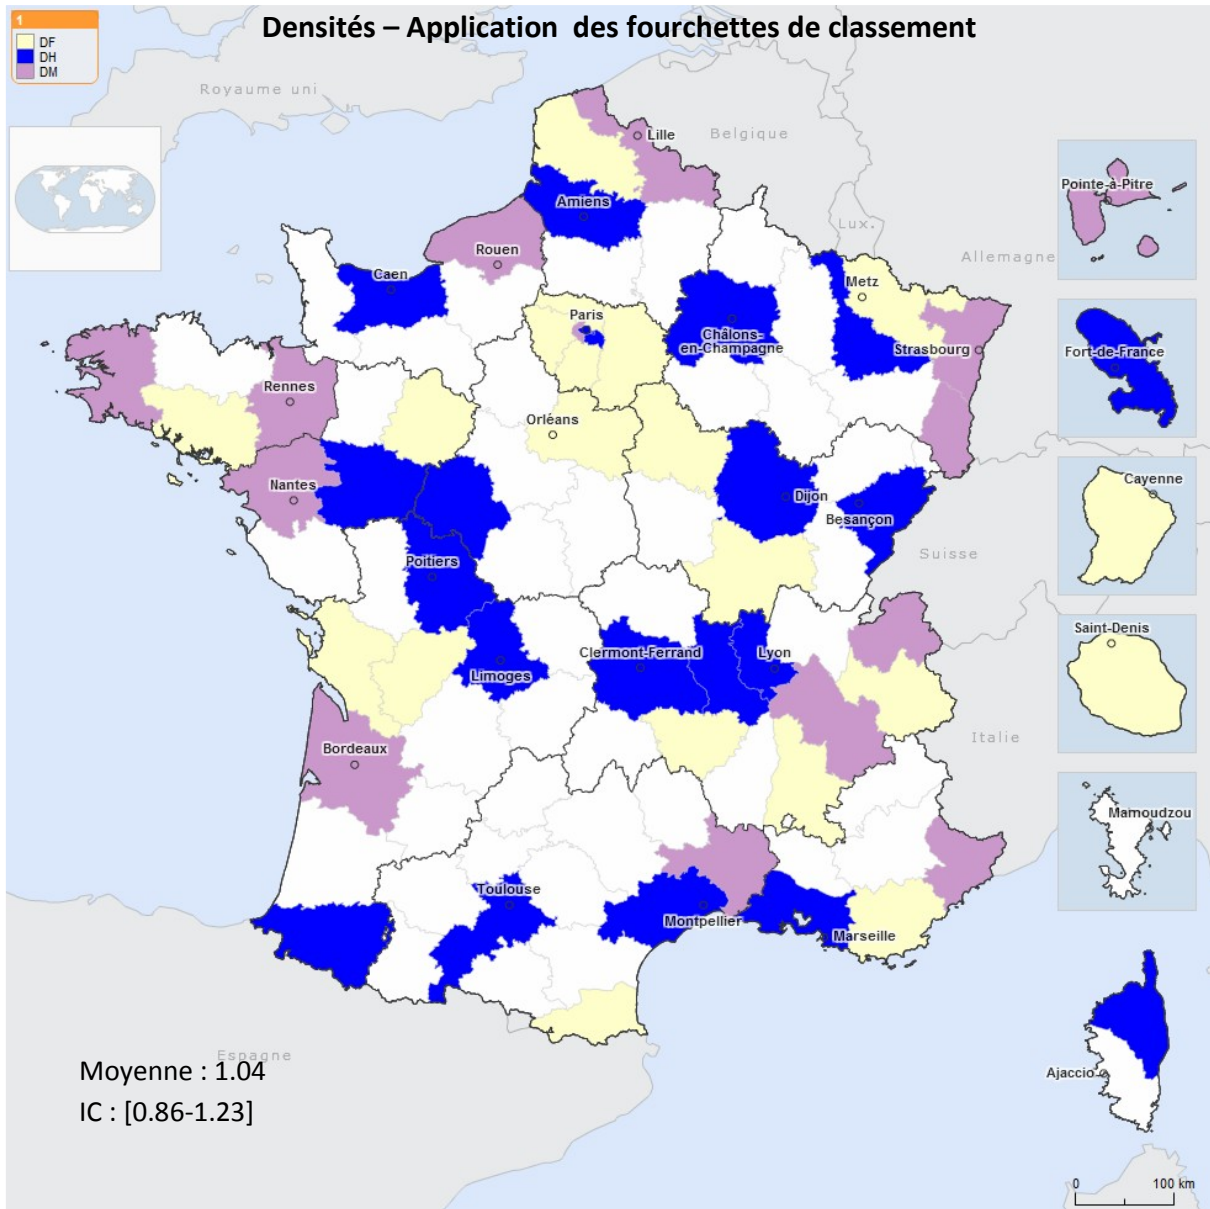 Densités – Application des fourchettes de classement
1
DF
DH
DM
Royaume uni
Lille
Belgique
Pointe-à-Pitre
Amiens
Lux.
Rouen
Allemagne
Caen
Metz
Paris
Châlons-
en-Champagne
Strasbourg
Fort-de-France
Rennes
Orléans
Nantes
Dijon
Besançon
Cayenne
Suisse
Poitiers
Saint-Denis
Clermont-Ferrand
Lyon
Limoges
Bordeaux
Italie
Mamoudzou
Toulouse
Montpellier
Marseille
Espagne
Moyenne : 1.04
Ajaccio
IC : [0.86-1.23]
0 100 km